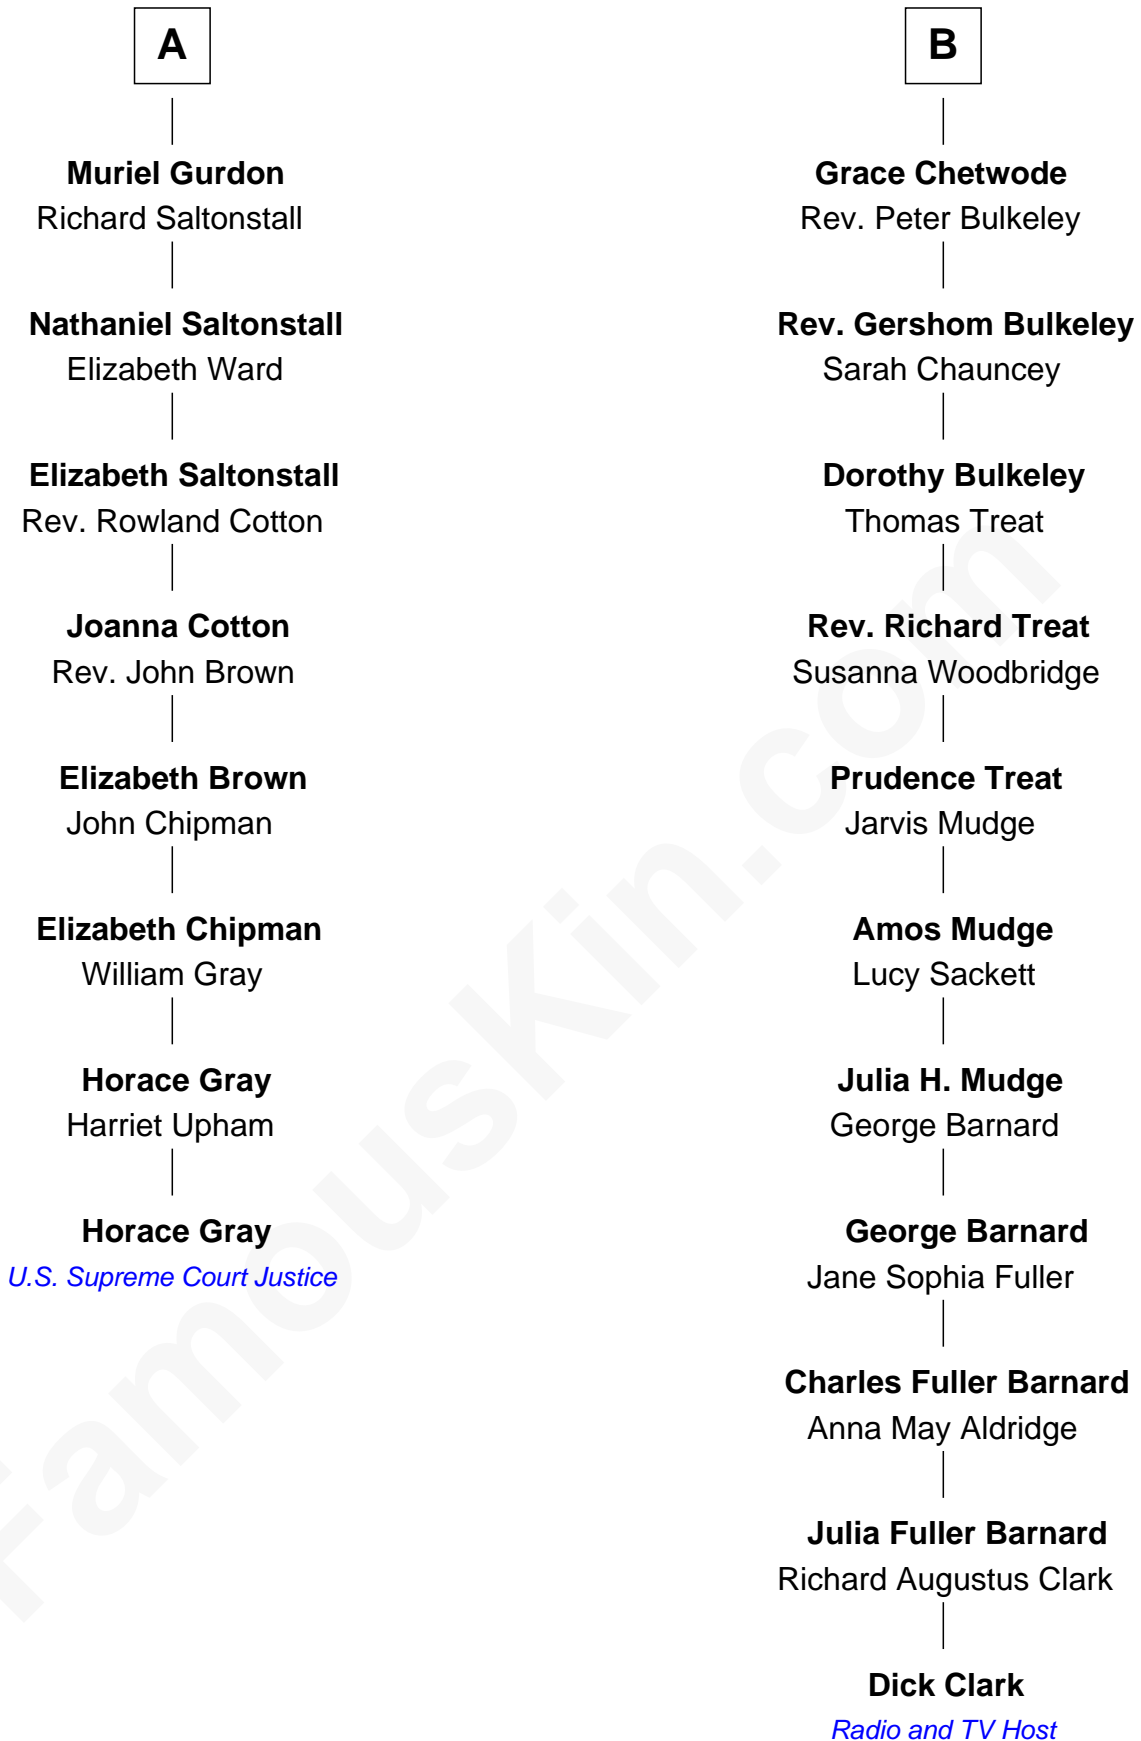 A
Muriel Gurdon
Richard Saltonstall
Nathaniel Saltonstall
Elizabeth Ward
Elizabeth Saltonstall
Rev. Rowland Cotton
Joanna Cotton
Rev. John Brown
Elizabeth Brown
John Chipman
Elizabeth Chipman
William Gray
Horace Gray
Harriet Upham
Horace Gray
U.S. Supreme Court Justice
B
Grace Chetwode
Rev. Peter Bulkeley
Rev. Gershom Bulkeley
Sarah Chauncey
Dorothy Bulkeley
Thomas Treat
Rev. Richard Treat
Susanna Woodbridge
Prudence Treat
Jarvis Mudge
Amos Mudge
Lucy Sackett
Julia H. Mudge
George Barnard
George Barnard
Jane Sophia Fuller
Charles Fuller Barnard
Anna May Aldridge
Julia Fuller Barnard
Richard Augustus Clark
Dick Clark
Radio and TV Host
FamousKin.com